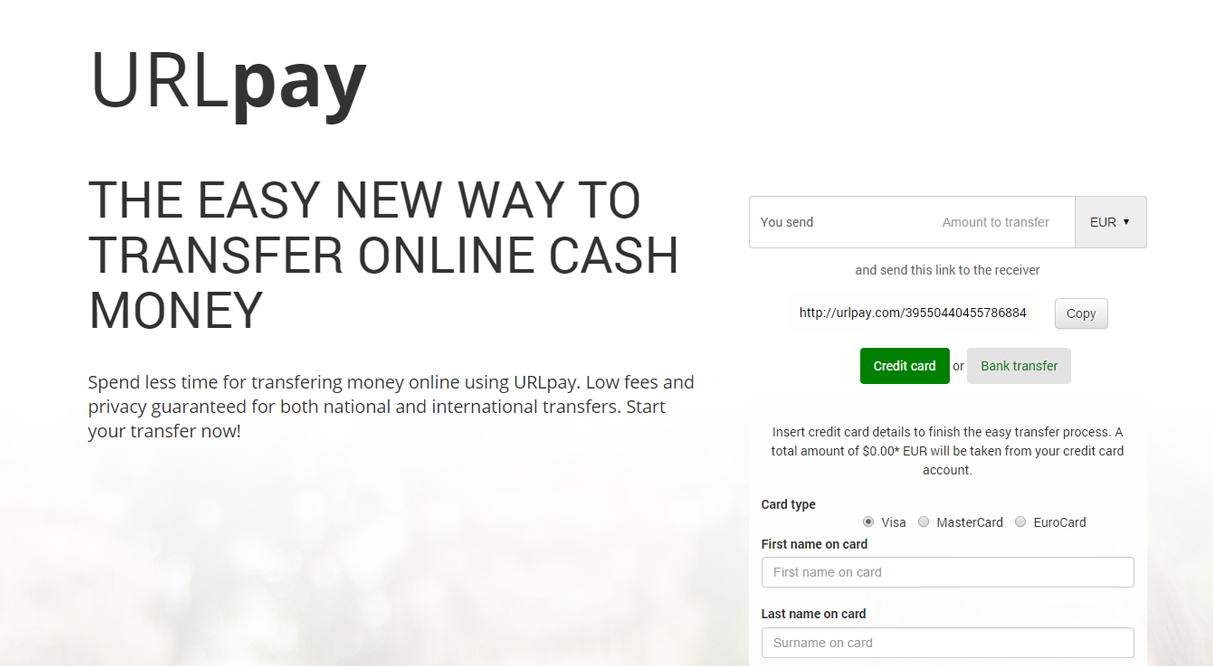 URLpay
THE EASY NEW WAY TO
TRANSFER ONLINE CASH
MONEY
Spend less time for transfering money online using URLpay. Low fees and
privacy guaranteed for both national and international transfers. Start
your transfer now!
You send Amount to transfer EUR ▼
and send this link to the receiver
http://urlpay.com/39550440455786884 Copy
Credit card or Bank transfer
Insert credit card details to finish the easy transfer process. A
total amount of $0.00* EUR will be taken from your credit card
account.
Card type
Visa MasterCard EuroCard
First name on card
First name on card
Last name on card
Surname on card